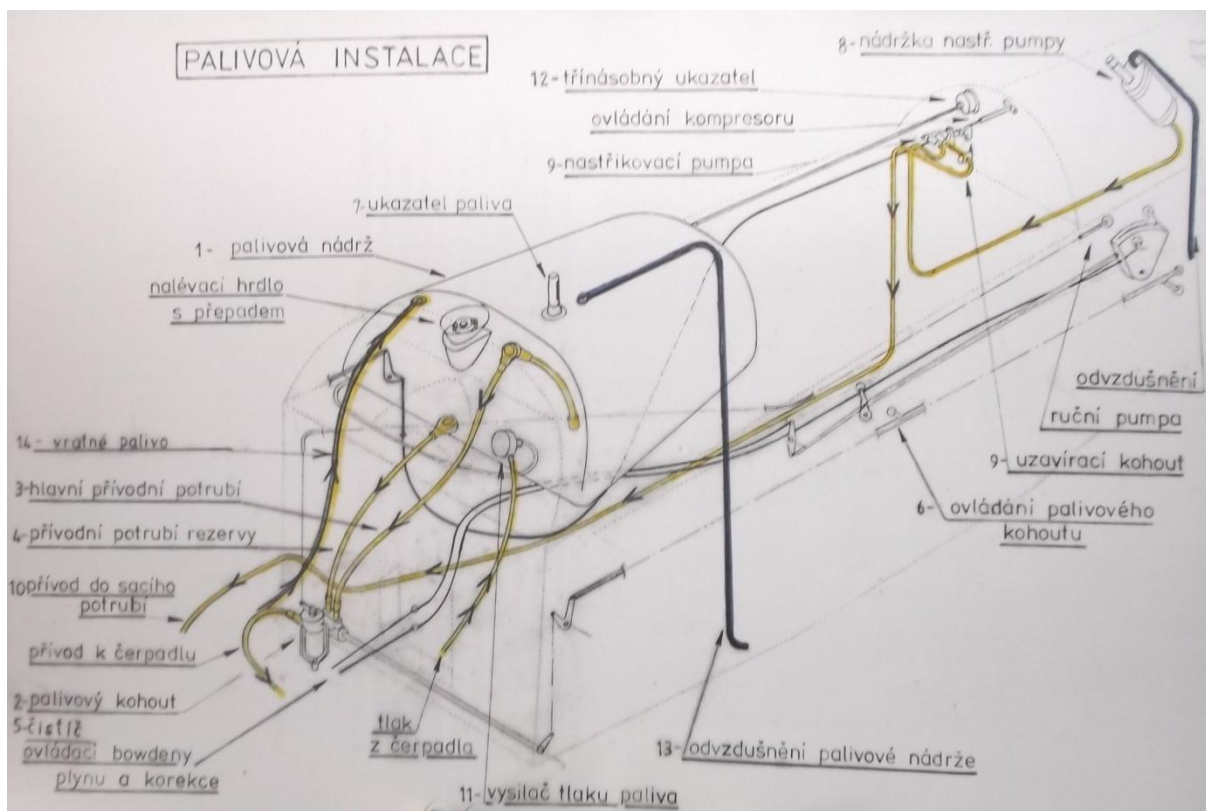 PALIVOVÁ INSTALACE
8-nádržka nastř. pumpy
12-třínásobný ukazatel
ovládání kompresoru
9-nastřikovací pumpa
7-ukazatel paliva
1- palivová nádrž
nalévací hrdlo
s přepadem
odvzdušnění
ruční pumpa
9-uzavírací kohout
6- ovládání palivového
kohoutu
14-vratné palivo
3-hlavní přívodní potrubí
4-přívodní potrubí rezervy
10 přívod do sacího
potrubí
přívod k čerpadlu
2-palivový kohout
5-čistič
ovládací bowdeny
plynu a korekce
tlak
z čerpadla
11-vysílač tlaku paliva
13-odvzdušnění palivové nádrže